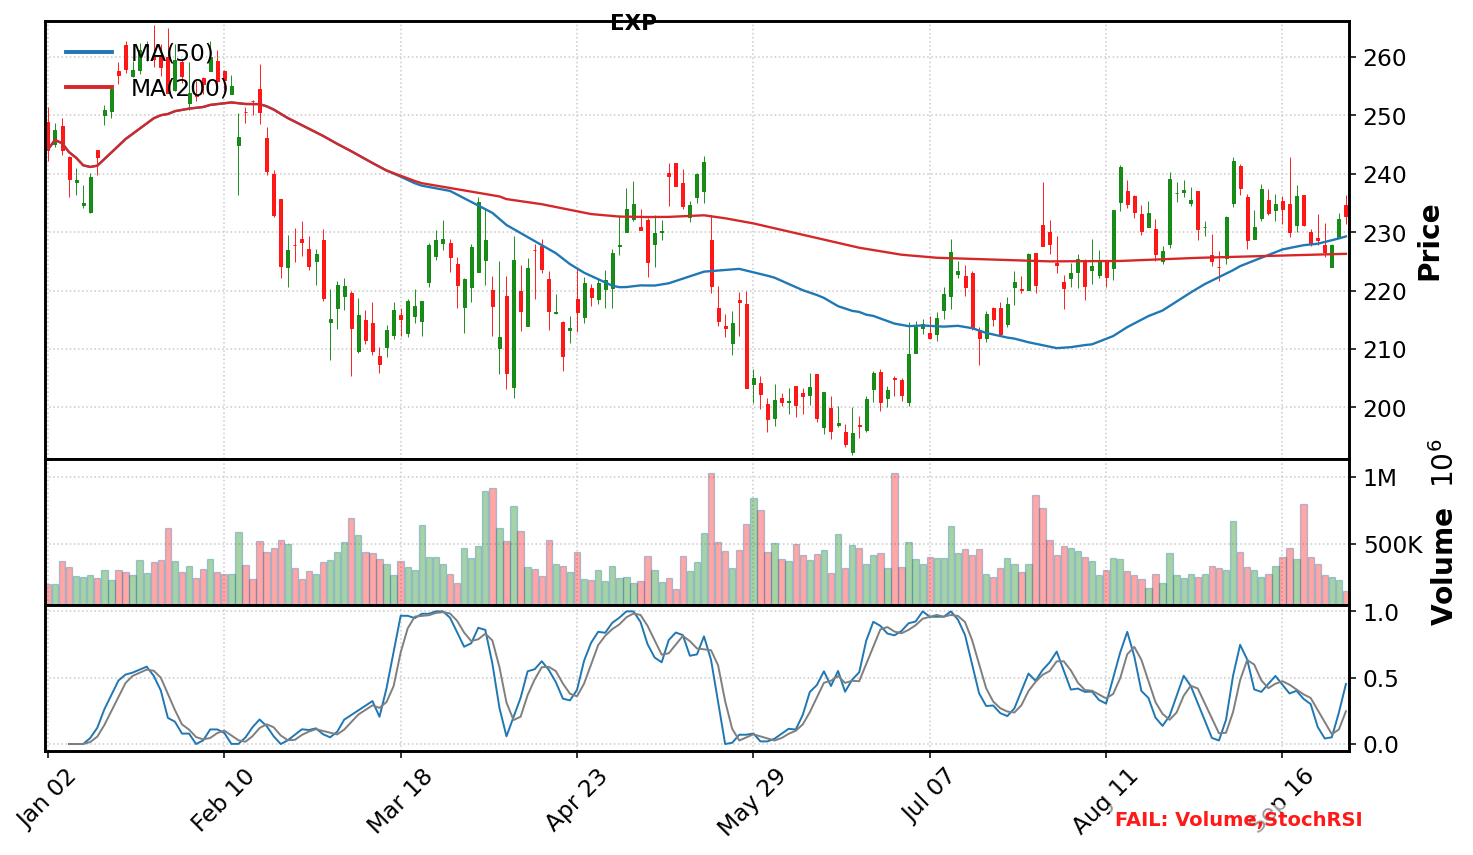 EXP
MA(50)
MA(200)
260
250
240
230
220
210
200
Price
1M
500K
Volume 10⁶
1.0
0.5
0.0
Jan 02
Feb 10
Mar 18
Apr 23
May 29
Jul 07
Aug 11
Sep 16
FAIL: Volume,StochRSI